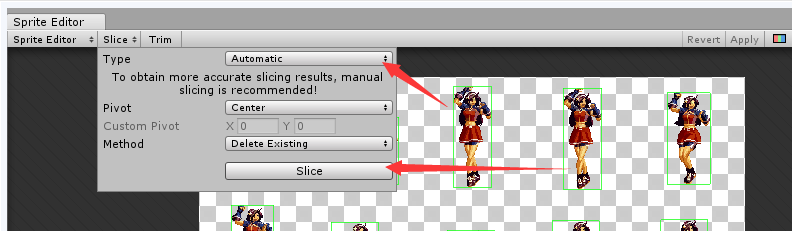 Sprite Editor
Sprite Editor Slice Trim Revert Apply
Type Automatic
To obtain more accurate slicing results, manual
slicing is recommended!
Pivot Center
Custom Pivot X 0 Y 0
Method Delete Existing
Slice